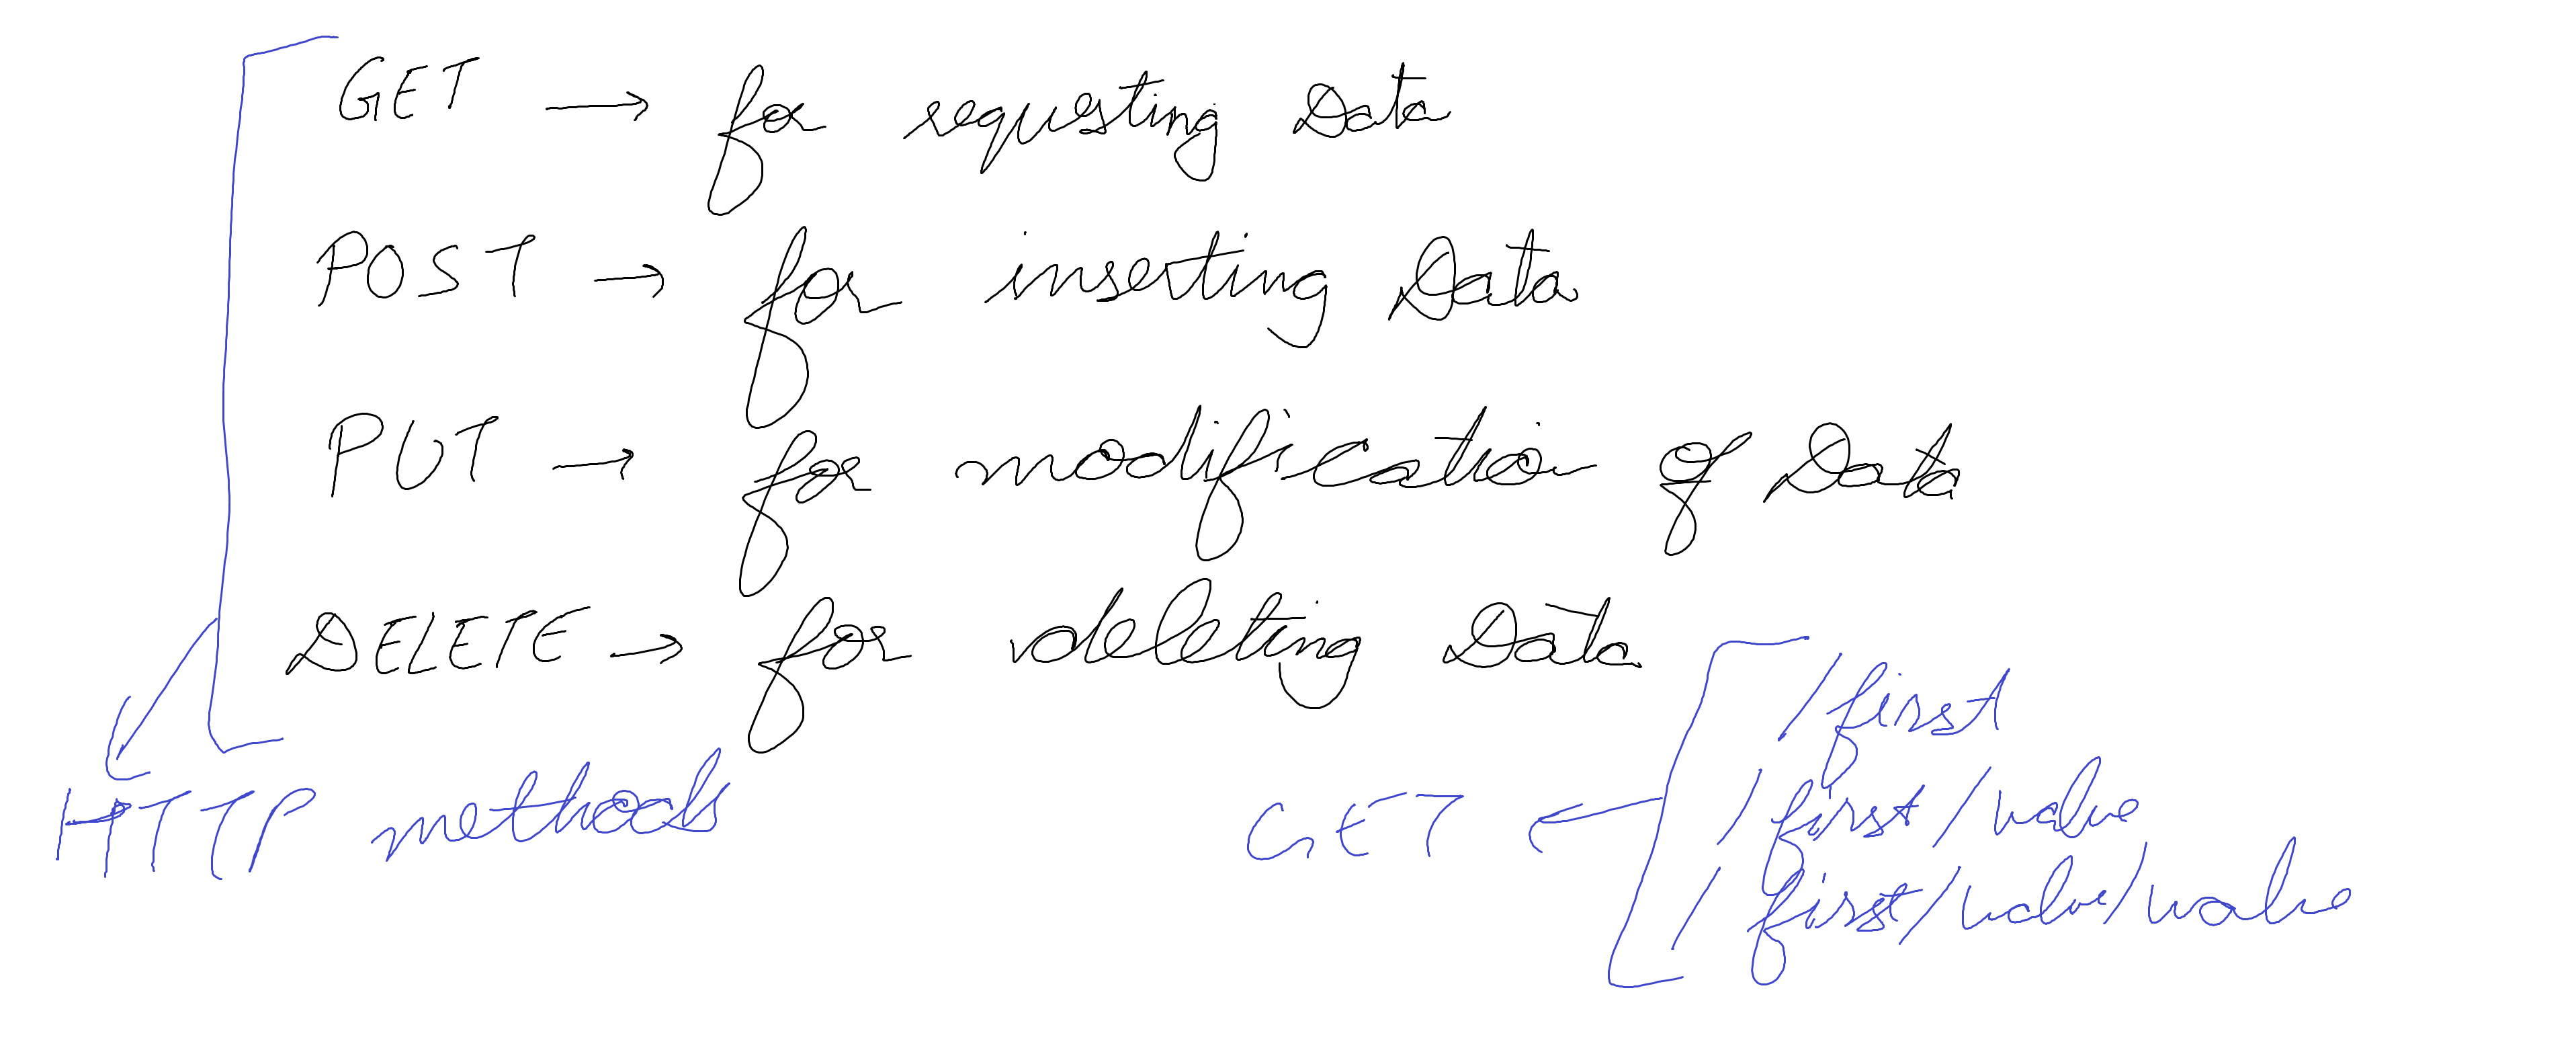 GET → for requesting Data
POST → for inserting Data
PUT → for modification of Data
DELETE → for deleting Data
HTTP methods
GET ←
/first
/first/value
/first/value/value